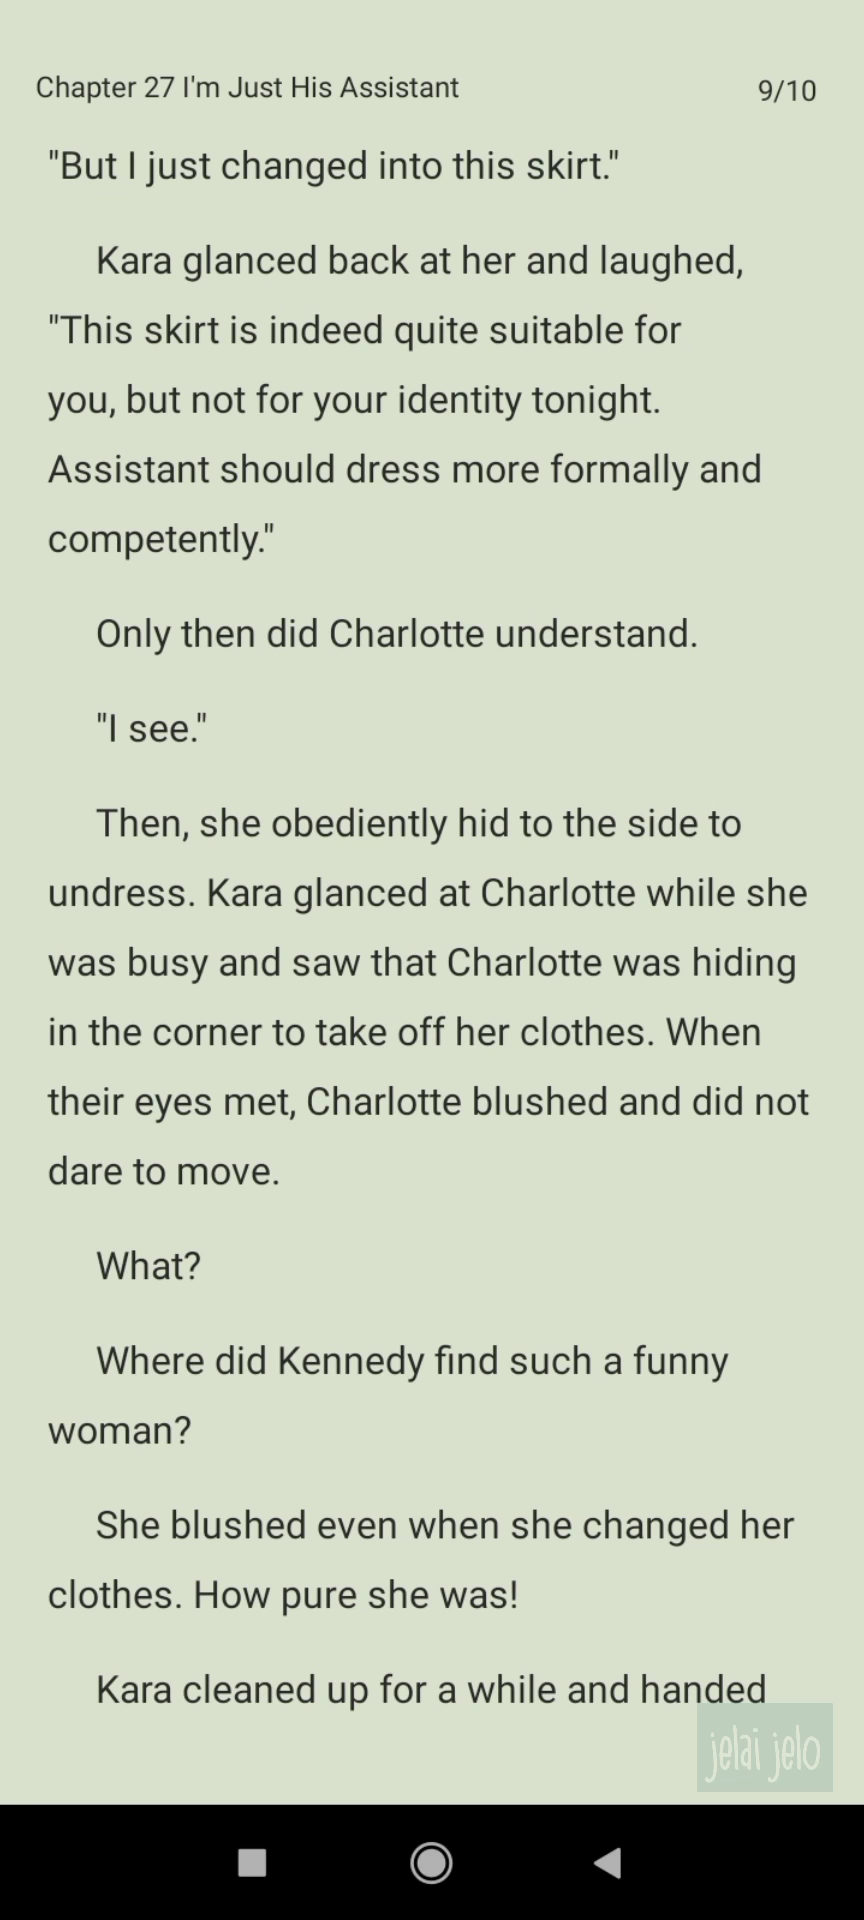 Chapter 27 I'm Just His Assistant
9/10
"But I just changed into this skirt."
Kara glanced back at her and laughed,
"This skirt is indeed quite suitable for
you, but not for your identity tonight.
Assistant should dress more formally and
competently."
Only then did Charlotte understand.
"I see."
Then, she obediently hid to the side to
undress. Kara glanced at Charlotte while she
was busy and saw that Charlotte was hiding
in the corner to take off her clothes. When
their eyes met, Charlotte blushed and did not
dare to move.
What?
Where did Kennedy find such a funny
woman?
She blushed even when she changed her
clothes. How pure she was!
Kara cleaned up for a while and handed
jelai jelo